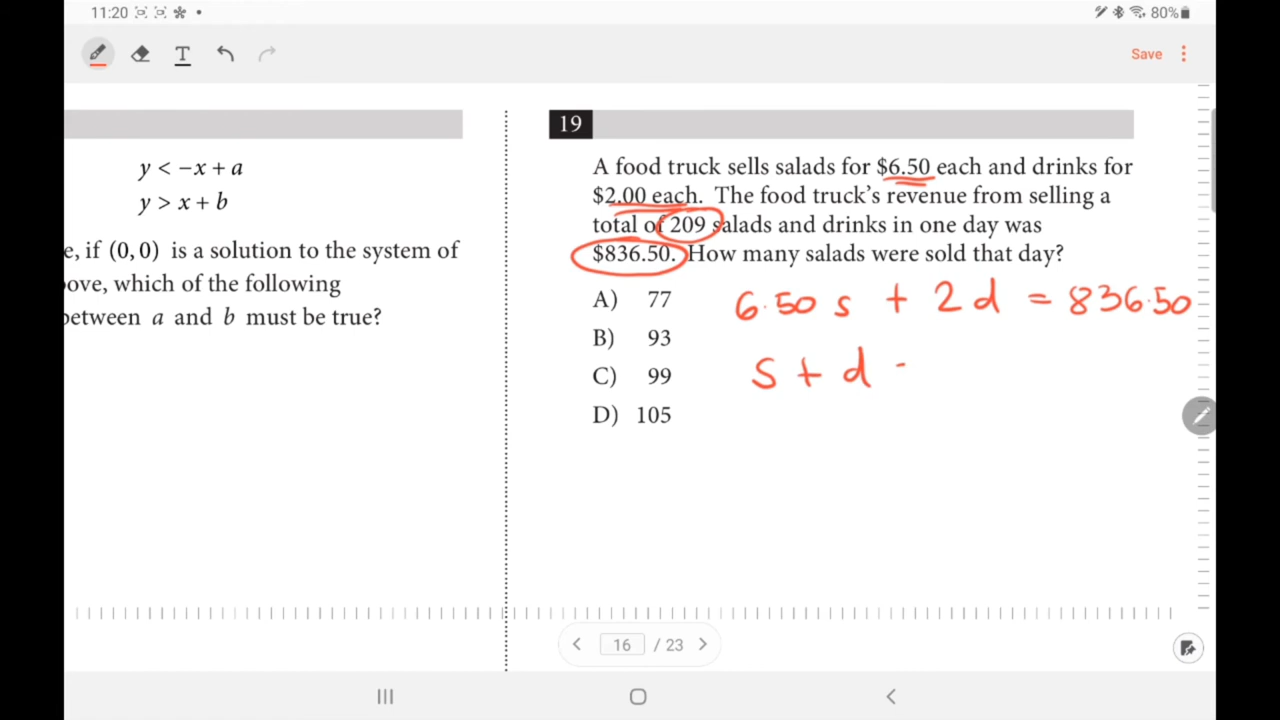 11:20
80%
T
Save
y < −x + a
y > x + b
e, if (0, 0) is a solution to the system of
ove, which of the following
between a and b must be true?
19
A food truck sells salads for $6.50 each and drinks for
$2.00 each. The food truck’s revenue from selling a
total of 209 salads and drinks in one day was
$836.50. How many salads were sold that day?
A) 77
B) 93
C) 99
D) 105
6.50 s + 2d = 836.50
s + d -
16 / 23